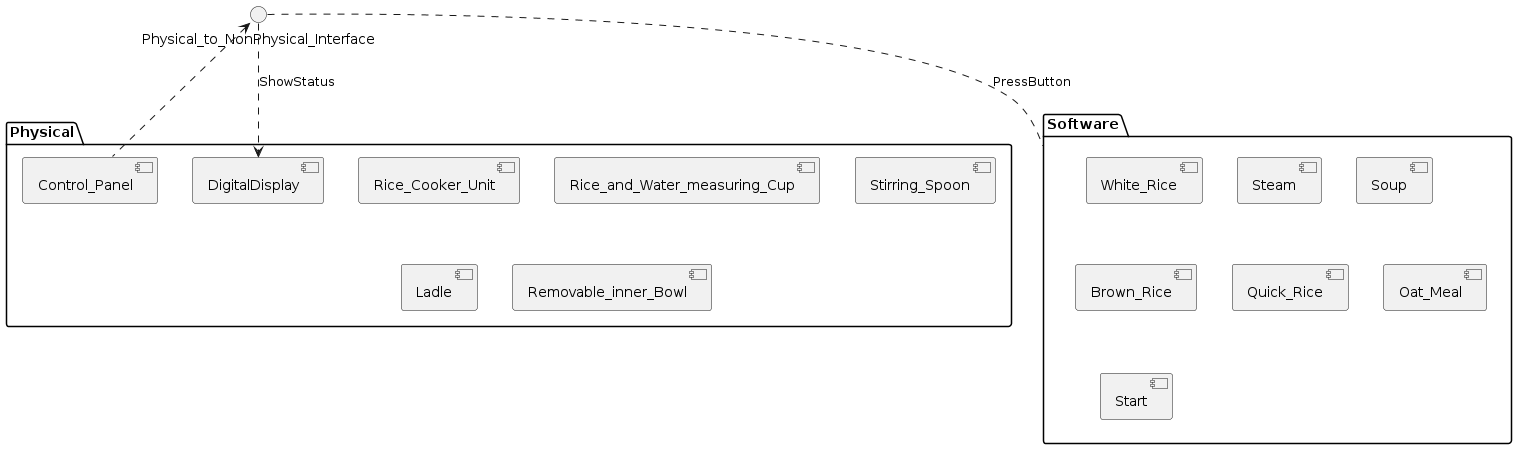 Physical_to_NonPhysical_Interface
ShowStatus
PressButton
Physical
Control_Panel
DigitalDisplay
Rice_Cooker_Unit
Rice_and_Water_measuring_Cup
Stirring_Spoon
Ladle
Removable_inner_Bowl
Software
White_Rice
Steam
Soup
Brown_Rice
Quick_Rice
Oat_Meal
Start